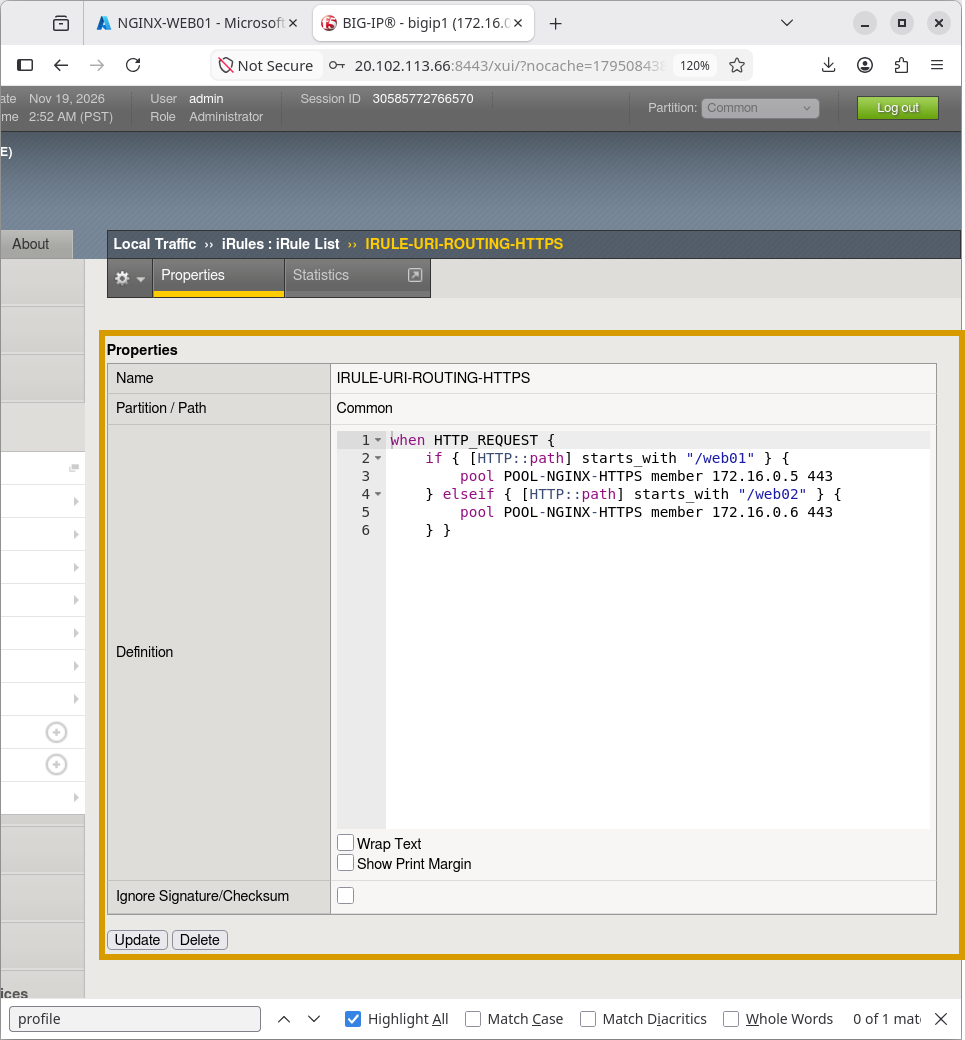 NGINX-WEB01 - Microsoft
BIG-IP® - bigip1 (172.16.0
Not Secure
20.102.113.66:8443/xui/?nocache=179508438
120%
ate Nov 19, 2026
me 2:52 AM (PST)
User admin
Role Administrator
Session ID 30585772766570
Partition: Common
Log out
E)
About
Local Traffic ›› iRules : iRule List ›› IRULE-URI-ROUTING-HTTPS
Properties
Statistics
Properties
Name IRULE-URI-ROUTING-HTTPS
Partition / Path Common
Definition
1 when HTTP_REQUEST {
2 if { [HTTP::path] starts_with "/web01" } {
3 pool POOL-NGINX-HTTPS member 172.16.0.5 443
4 } elseif { [HTTP::path] starts_with "/web02" } {
5 pool POOL-NGINX-HTTPS member 172.16.0.6 443
6 } }
Wrap Text
Show Print Margin
Ignore Signature/Checksum
Update Delete
ices
profile
Highlight All
Match Case
Match Diacritics
Whole Words
0 of 1 mat